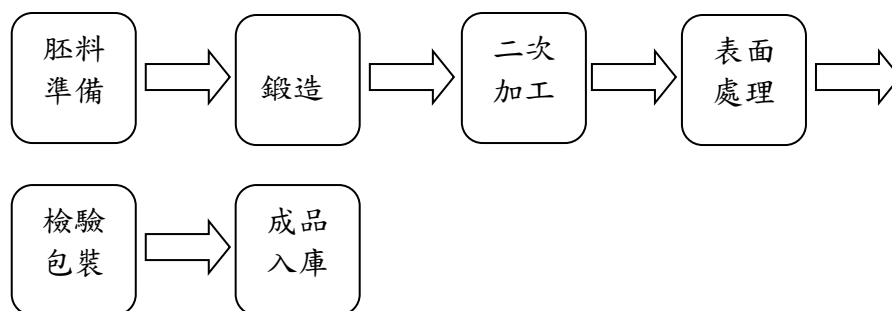 胚料
準備
鍛造
二次
加工
表面
處理
檢驗
包裝
成品
入庫